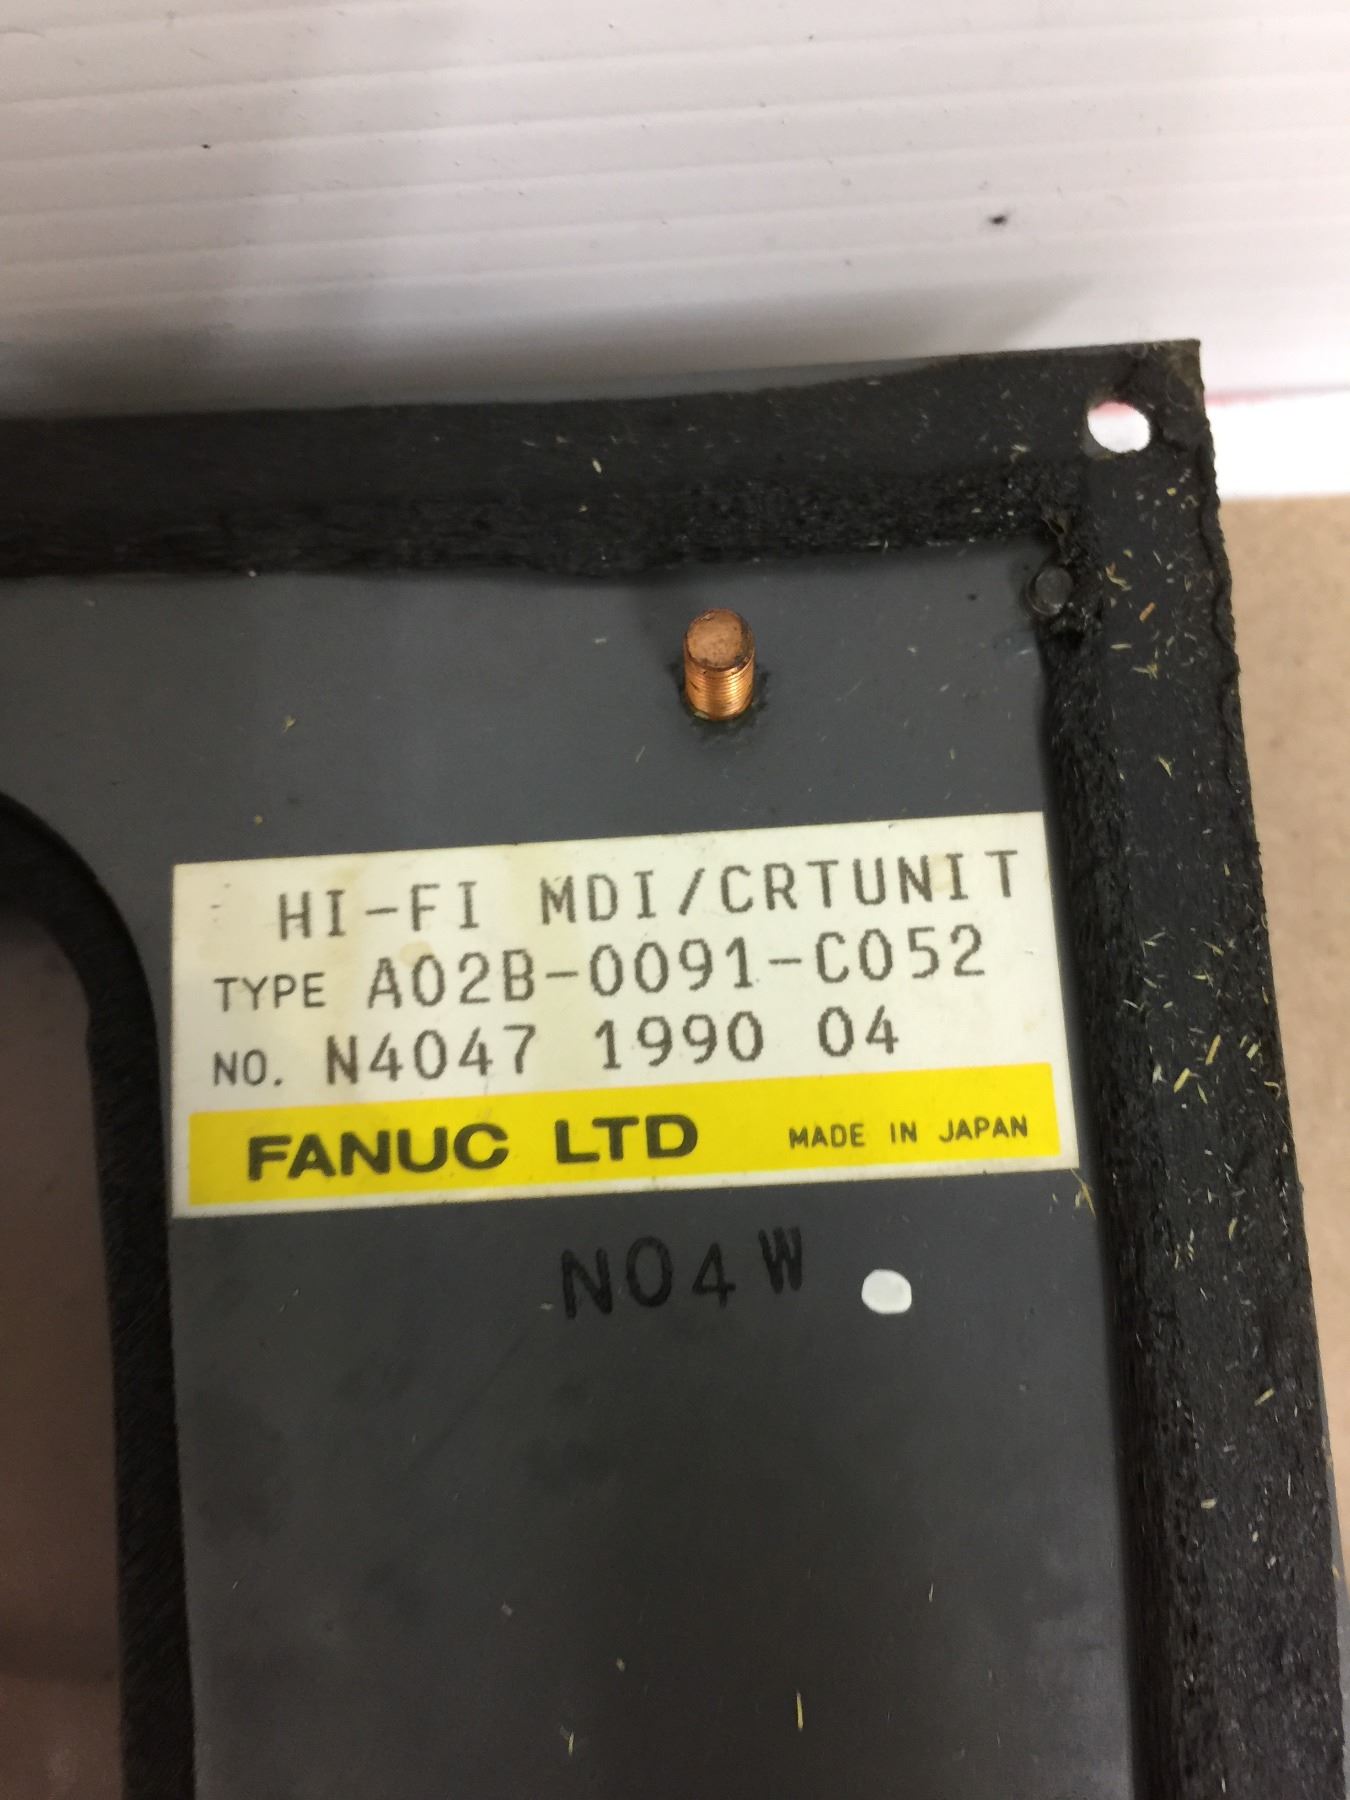 HI-FI MDI/CRTUNIT
TYPE A02B-0091-C052
NO. N4047 1990 04
FANUC LTD MADE IN JAPAN
N04W